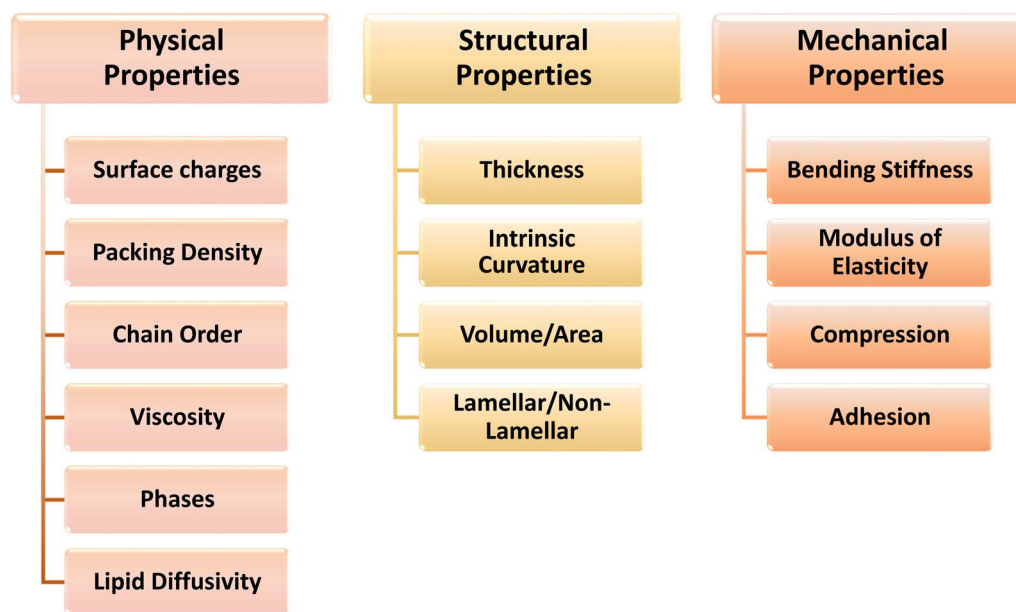 Physical
Properties
Surface charges
Packing Density
Chain Order
Viscosity
Phases
Lipid Diffusivity
Structural
Properties
Thickness
Intrinsic
Curvature
Volume/Area
Lamellar/Non-
Lamellar
Mechanical
Properties
Bending Stiffness
Modulus of
Elasticity
Compression
Adhesion